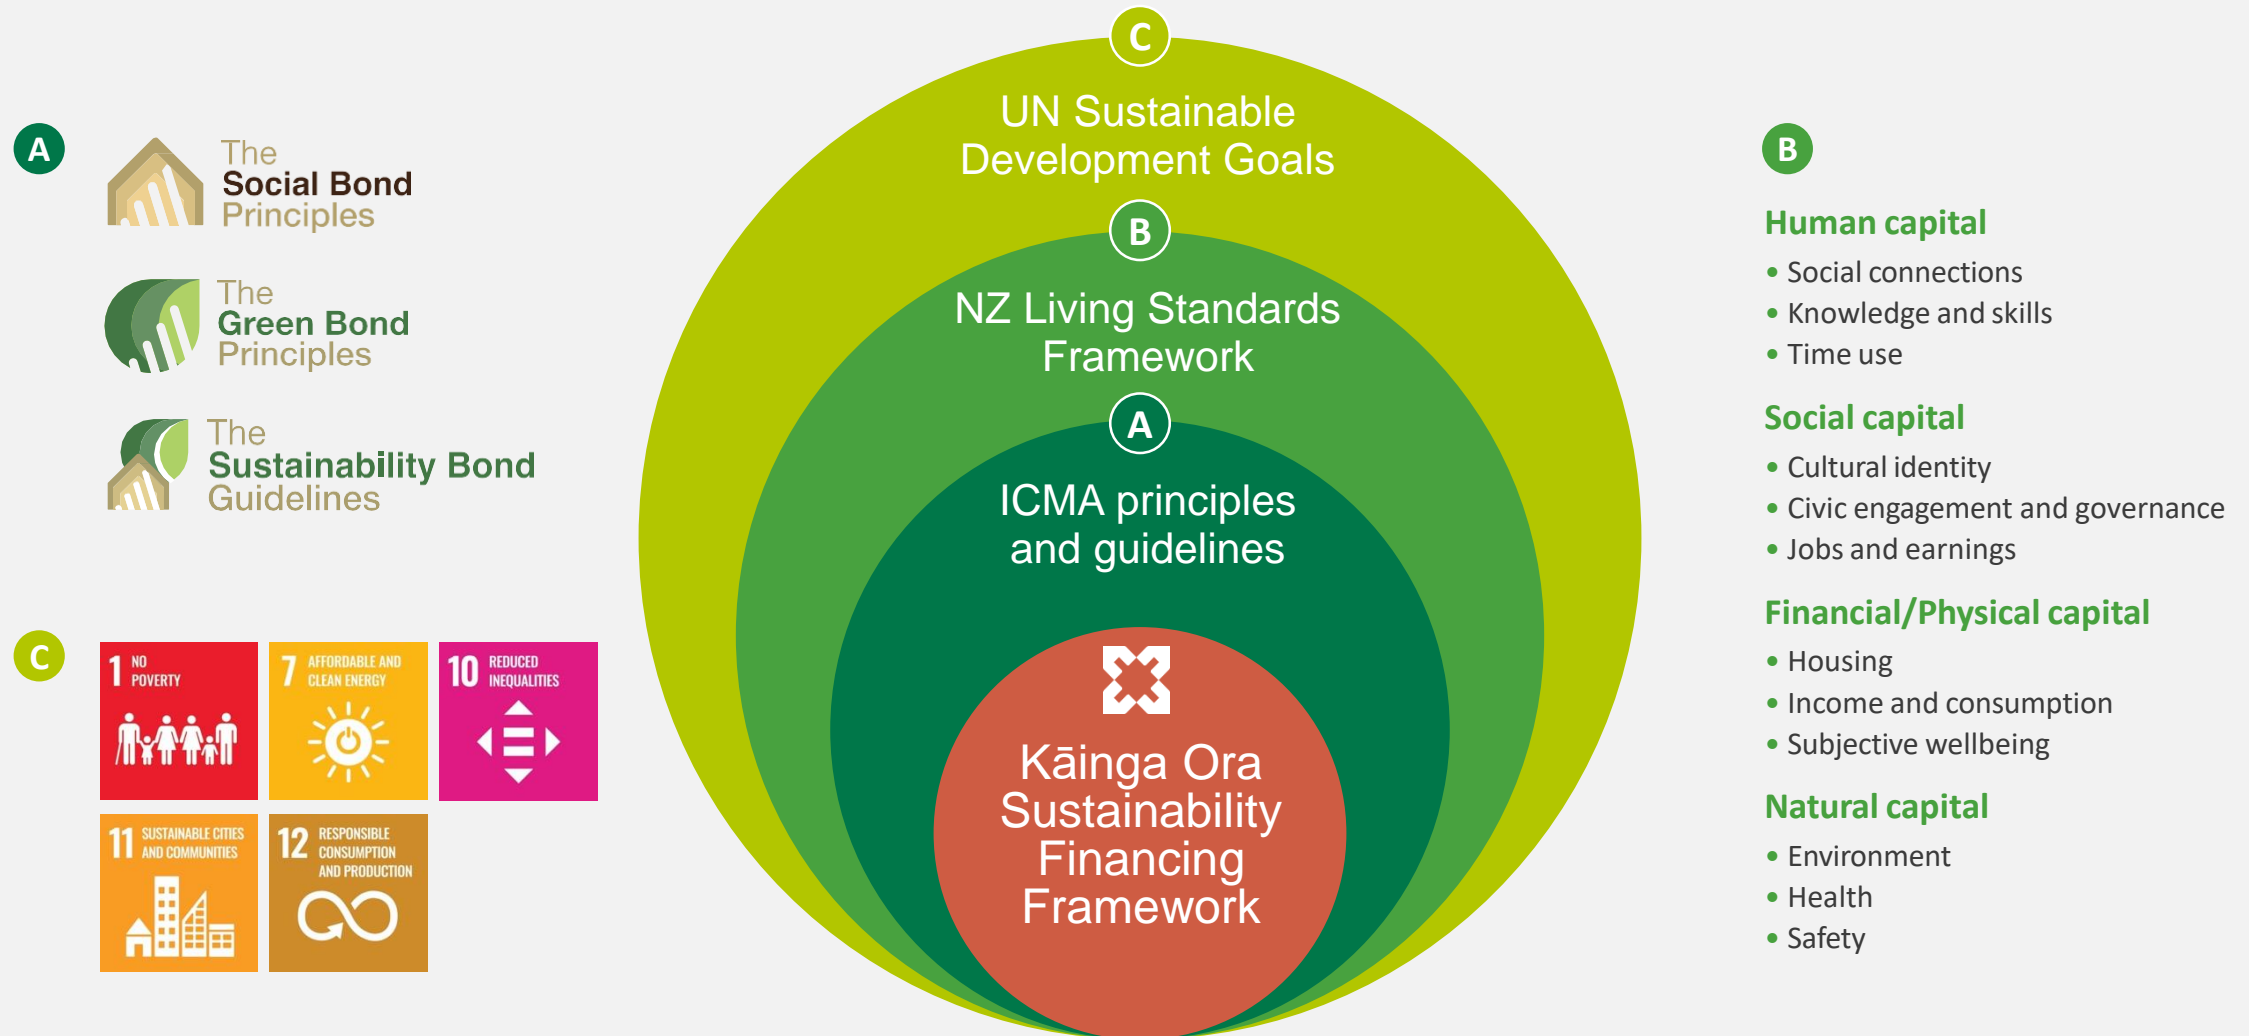 A
The
Social Bond
Principles
The
Green Bond
Principles
The
Sustainability Bond
Guidelines
C
1 NO
POVERTY
7 AFFORDABLE AND
CLEAN ENERGY
10 REDUCED
INEQUALITIES
11 SUSTAINABLE CITIES
AND COMMUNITIES
12 RESPONSIBLE
CONSUMPTION
AND PRODUCTION
C
UN Sustainable
Development Goals
B
NZ Living Standards
Framework
A
ICMA principles
and guidelines
Kāinga Ora
Sustainability
Financing
Framework
B
Human capital
• Social connections
• Knowledge and skills
• Time use
Social capital
• Cultural identity
• Civic engagement and governance
• Jobs and earnings
Financial/Physical capital
• Housing
• Income and consumption
• Subjective wellbeing
Natural capital
• Environment
• Health
• Safety